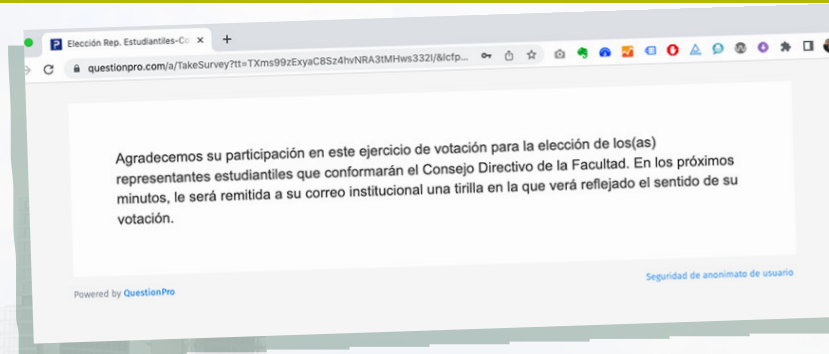 Elección Rep. Estudiantiles-Co
questionpro.com/a/TakeSurvey?tt=TXms99zExyaC8Sz4hvNRA3tMHws332I/&lcfp...
Agradecemos su participación en este ejercicio de votación para la elección de los(as)
representantes estudiantiles que conformarán el Consejo Directivo de la Facultad. En los próximos
minutos, le será remitida a su correo institucional una tirilla en la que verá reflejado el sentido de su
votación.
Powered by QuestionPro
Seguridad de anonimato de usuario